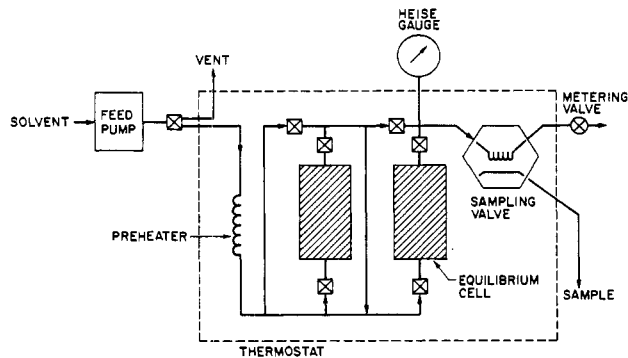 HEISE
GAUGE
VENT
METERING
VALVE
SOLVENT
FEED
PUMP
SAMPLING
VALVE
PREHEATER
EQUILIBRIUM
CELL
SAMPLE
THERMOSTAT